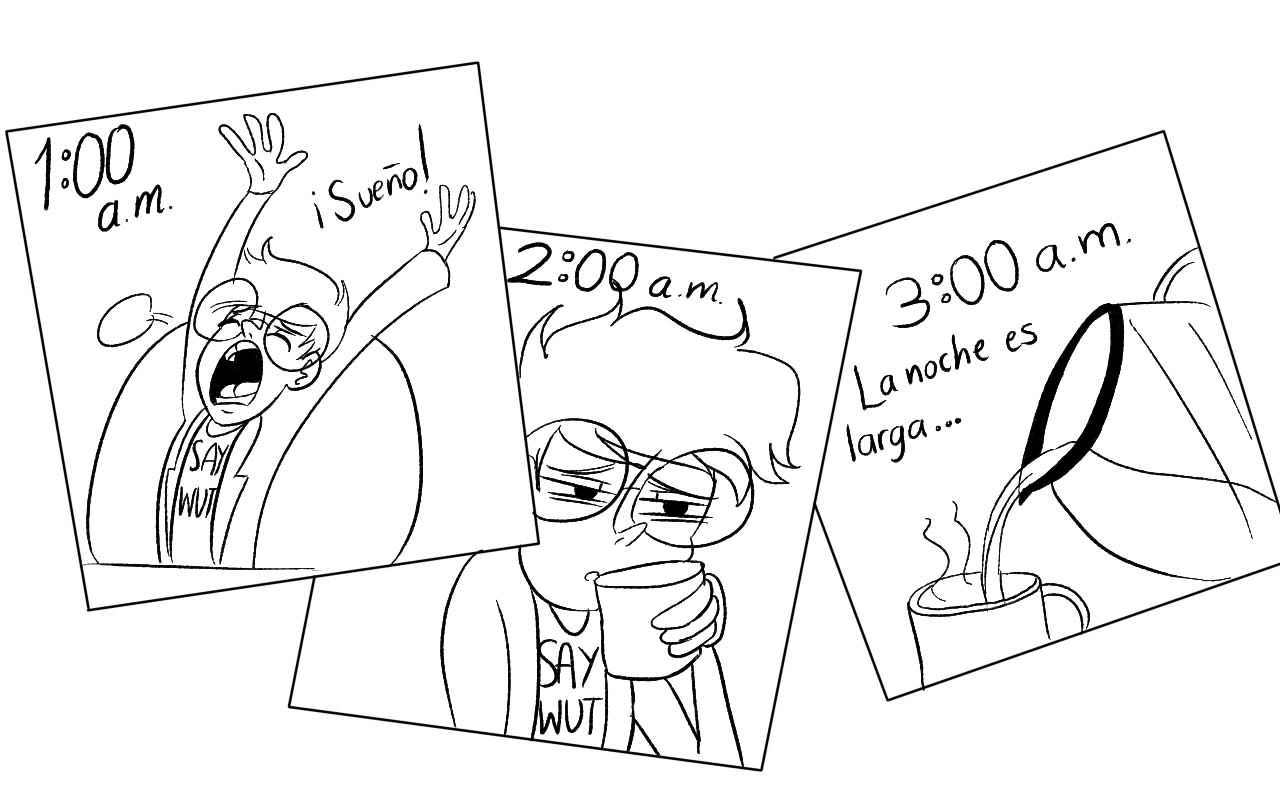 1:00
a.m.
¡Sueño!
SAY
WUT
2:00 a.m.
SAY
WUT
3:00 a.m.
La noche es
larga...